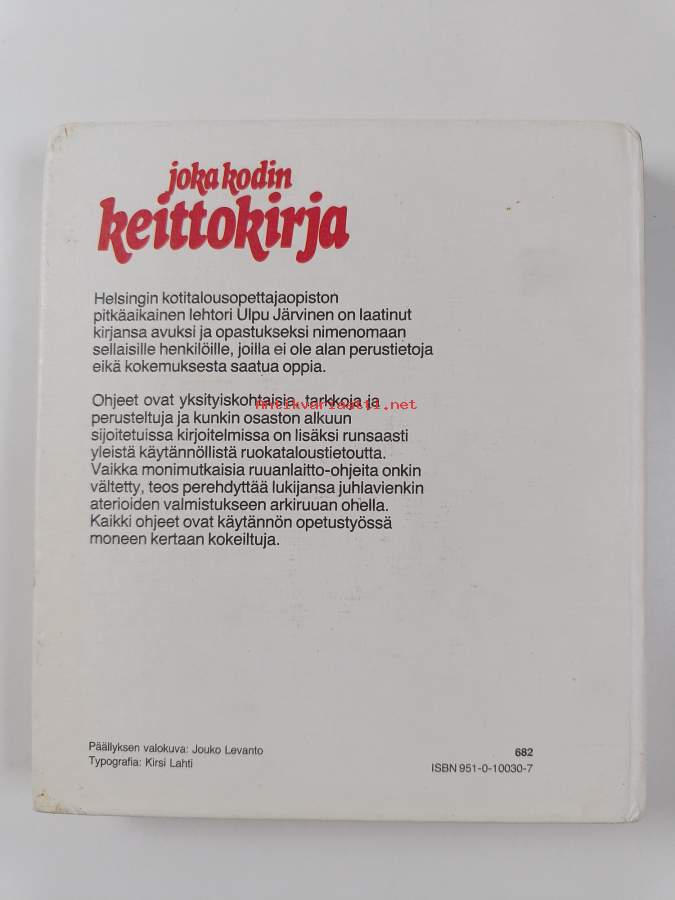 joka kodin
keittokirja
Helsingin kotitalousopettajaopiston
pitkäaikainen lehtori Ulpu Järvinen on laatinut
kirjansa avuksi ja opastukseksi nimenomaan
sellaisille henkilöille, joilla ei ole alan perustietoja
eikä kokemuksesta saatua oppia.
Ohjeet ovat yksityiskohtaisia, tarkkoja ja
Antikvariaatti.net
perusteltuja ja kunkin osaston alkuun
sijoitetuissa kirjoitelmissa on lisäksi runsaasti
yleistä käytännöllistä ruokataloustietoutta.
Vaikka monimutkaisia ruuanlaitto-ohjeita onkin
vältetty, teos perehdyttää lukijansa juhlavienkin
aterioiden valmistukseen arkiruuan ohella.
Kaikki ohjeet ovat käytännön opetustyössä
moneen kertaan kokeiltuja.
Päällyksen valokuva: Jouko Levanto
Typografia: Kirsi Lahti
682
ISBN 951-0-10030-7